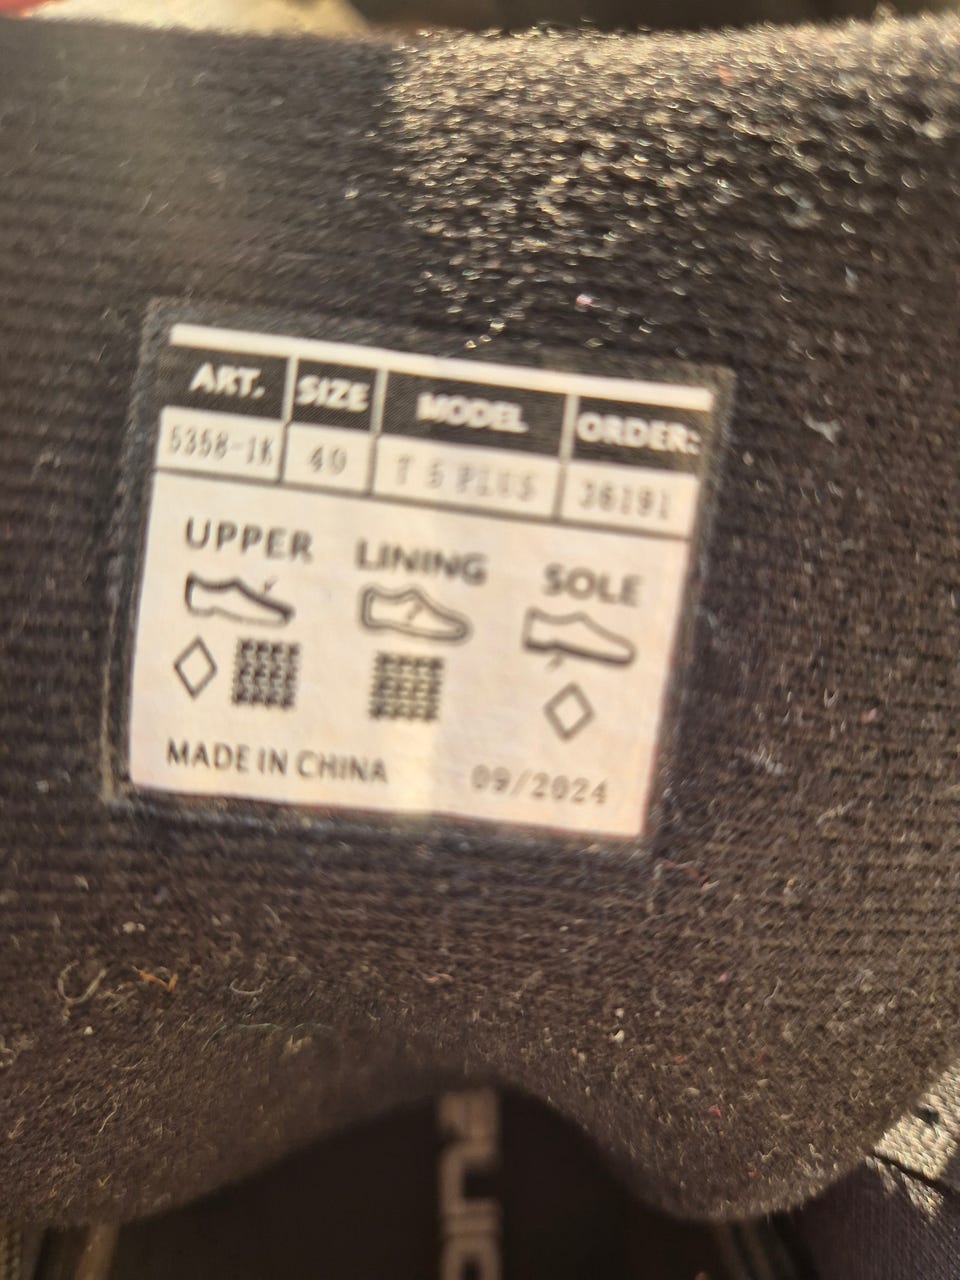 ART. SIZE MODEL ORDER:
5358-1K 40 T 5 PLUS 36191
UPPER LINING SOLE
MADE IN CHINA 09/2024